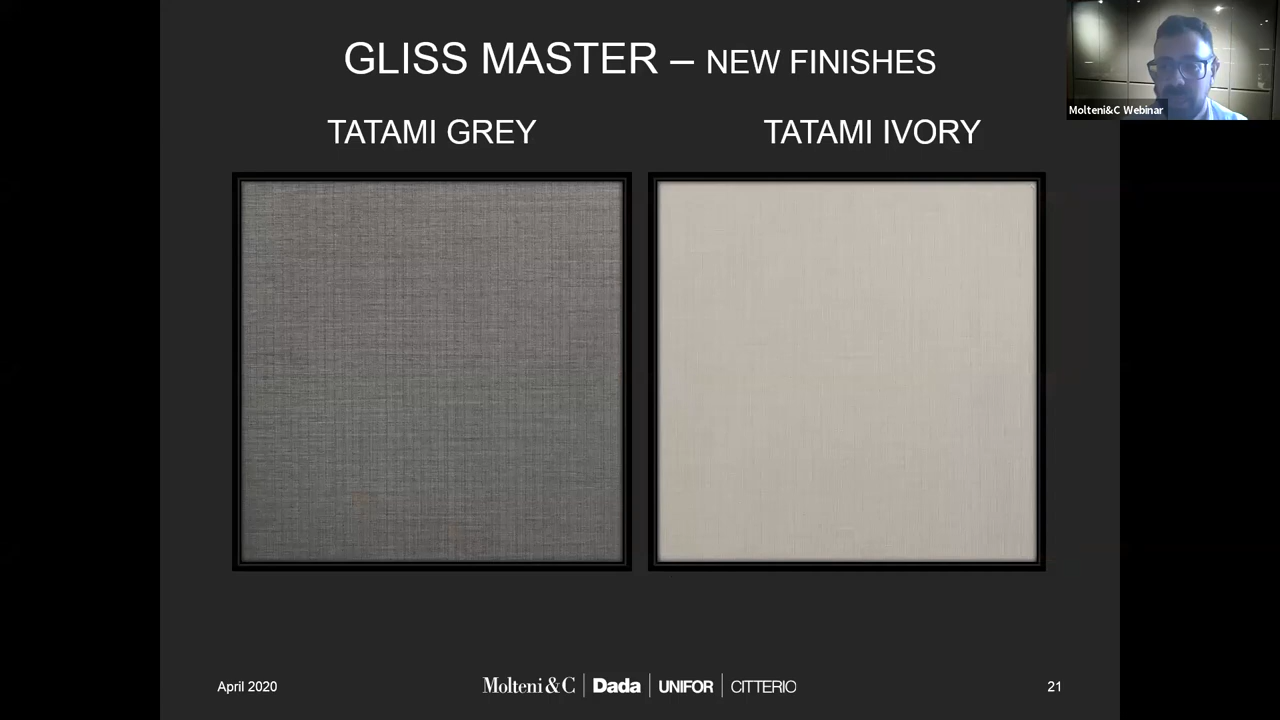 GLISS MASTER – NEW FINISHES
TATAMI GREY
TATAMI IVORY
Molteni&C Webinar
April 2020
Molteni&C | Dada | UNIFOR | CITTERIO
21